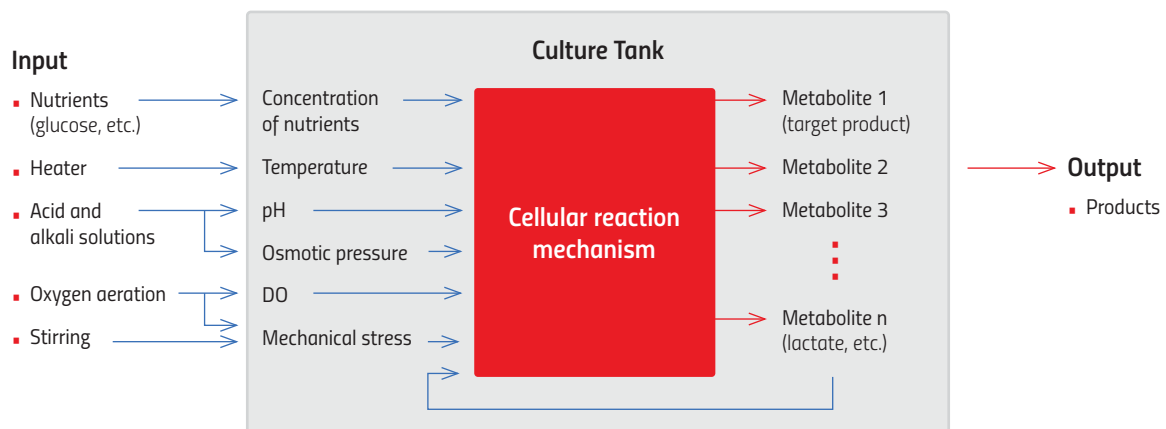 Culture Tank
Input
Nutrients
(glucose, etc.)
Heater
Acid and
alkali solutions
Oxygen aeration
Stirring
Concentration
of nutrients
Temperature
pH
Osmotic pressure
DO
Mechanical stress
Cellular reaction
mechanism
Metabolite 1
(target product)
Metabolite 2
Metabolite 3
Metabolite n
(lactate, etc.)
Output
Products